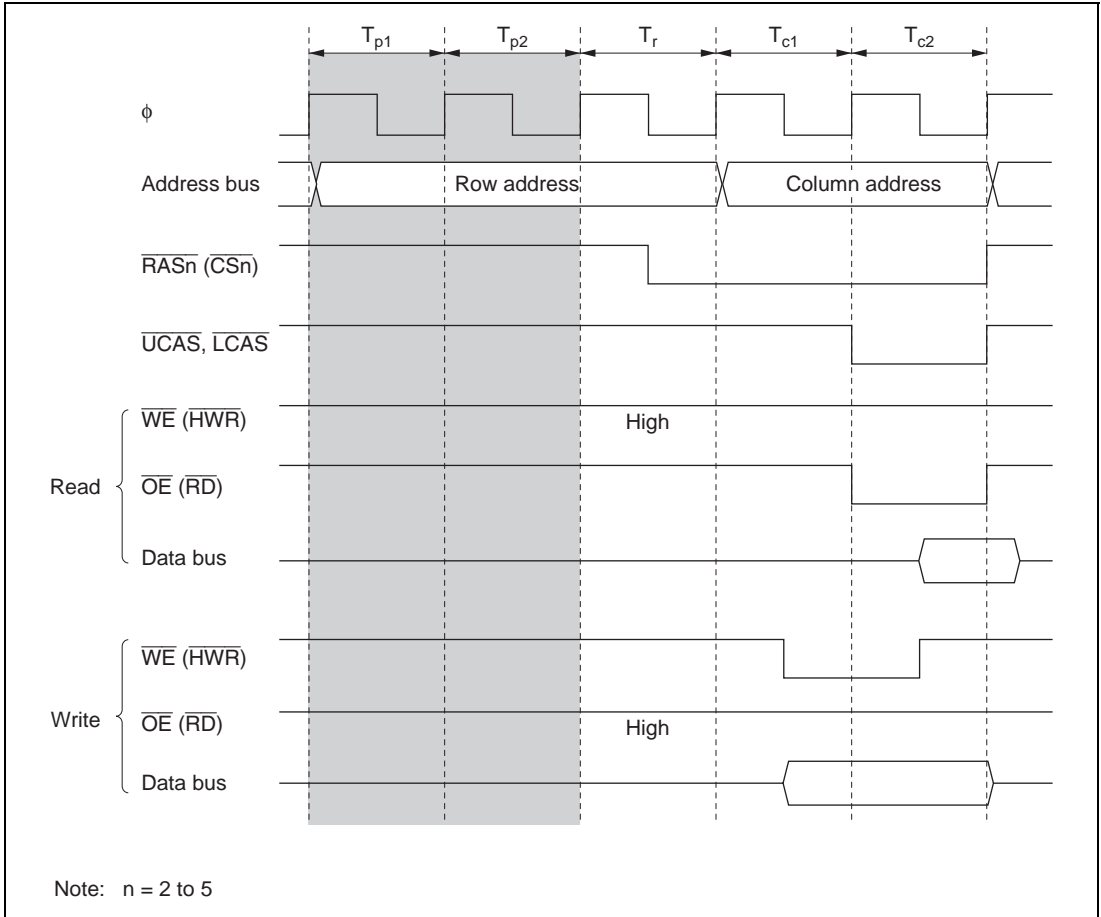 Tp1 Tp2 Tr Tc1 Tc2
φ
Address bus Row address Column address
RASn (CSn)
UCAS, LCAS
WE (HWR) High
Read OE (RD)
Data bus
WE (HWR)
Write OE (RD) High
Data bus
Note: n = 2 to 5